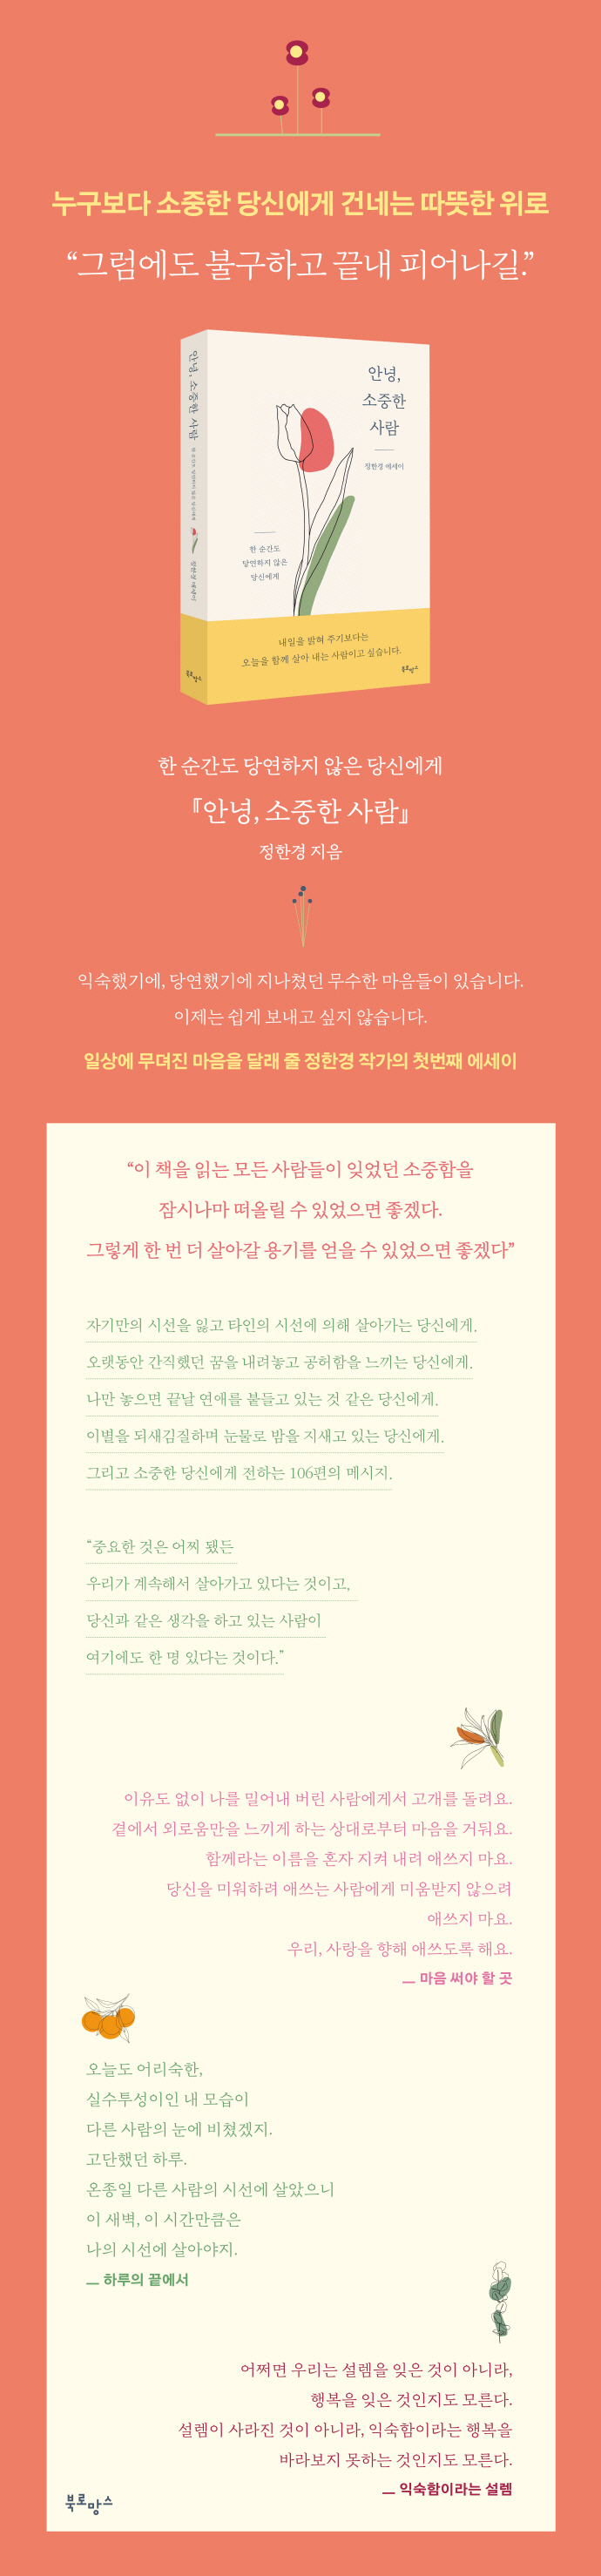 누구보다 소중한 당신에게 건네는 따뜻한 위로
“그럼에도 불구하고 끝내 피어나길.”
안녕, 소중한 사람
한 순간도 당연하지 않은 당신에게
정한경 에세이
북로망스
안녕,
소중한
사람
정한경 에세이
한 순간도
당연하지 않은
당신에게
내일을 밝혀 주기보다는
오늘을 함께 살아 내는 사람이고 싶습니다.
북로망스
한 순간도 당연하지 않은 당신에게
『안녕, 소중한 사람』
정한경 지음
익숙했기에, 당연했기에 지나쳤던 무수한 마음들이 있습니다.
이제는 쉽게 보내고 싶지 않습니다.
일상에 무뎌진 마음을 달래 줄 정한경 작가의 첫번째 에세이
“이 책을 읽는 모든 사람들이 잊었던 소중함을
잠시나마 떠올릴 수 있었으면 좋겠다.
그렇게 한 번 더 살아갈 용기를 얻을 수 있었으면 좋겠다”
자기만의 시선을 잃고 타인의 시선에 의해 살아가는 당신에게.
오랫동안 간직했던 꿈을 내려놓고 공허함을 느끼는 당신에게.
나만 놓으면 끝날 연애를 붙들고 있는 것 같은 당신에게.
이별을 되새김질하며 눈물로 밤을 지새고 있는 당신에게.
그리고 소중한 당신에게 전하는 106편의 메시지.
“중요한 것은 어찌 됐든
우리가 계속해서 살아가고 있다는 것이고,
당신과 같은 생각을 하고 있는 사람이
여기에도 한 명 있다는 것이다.”
이유도 없이 나를 밀어내 버린 사람에게서 고개를 돌려요.
곁에서 외로움만을 느끼게 하는 상대로부터 마음을 거둬요.
함께라는 이름을 혼자 지켜 내려 애쓰지 마요.
당신을 미워하려 애쓰는 사람에게 미움받지 않으려
애쓰지 마요.
우리, 사랑을 향해 애쓰도록 해요.
ㅡ 마음 써야 할 곳
오늘도 어리숙한,
실수투성이인 내 모습이
다른 사람의 눈에 비쳤겠지.
고단했던 하루.
온종일 다른 사람의 시선에 살았으니
이 새벽, 이 시간만큼은
나의 시선에 살아야지.
ㅡ 하루의 끝에서
어쩌면 우리는 설렘을 잊은 것이 아니라,
행복을 잊은 것인지도 모른다.
설렘이 사라진 것이 아니라, 익숙함이라는 행복을
바라보지 못하는 것인지도 모른다.
ㅡ 익숙함이라는 설렘
북로망스